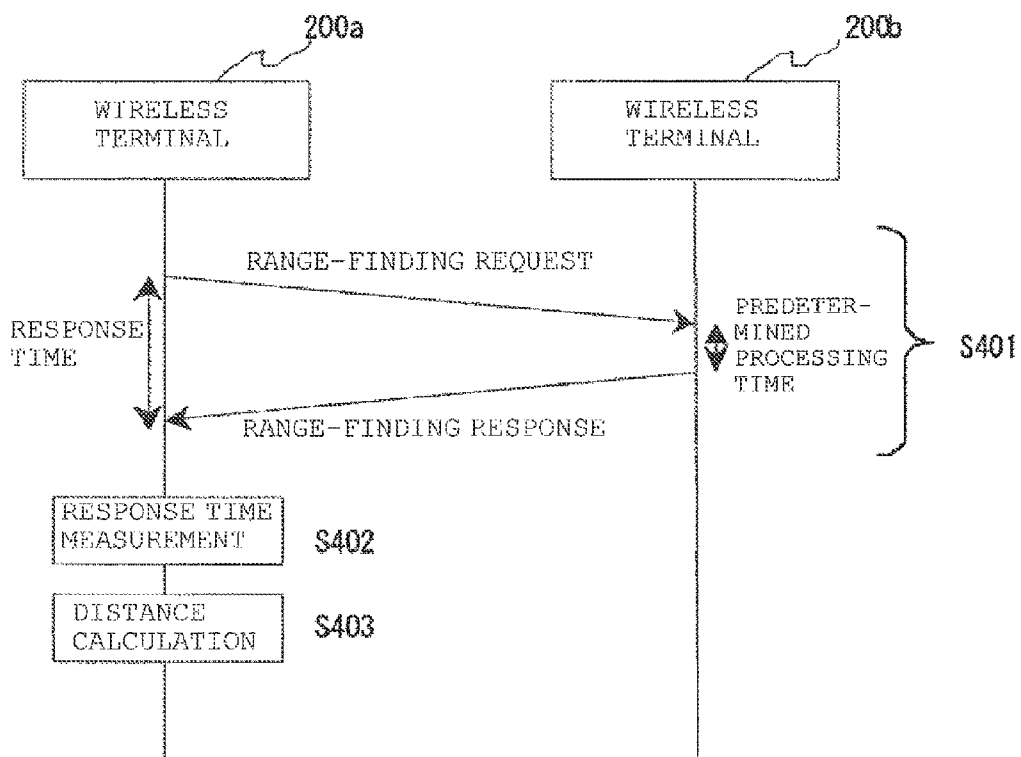 200a
200b
WIRELESS
TERMINAL
WIRELESS
TERMINAL
RANGE-FINDING REQUEST
RESPONSE
TIME
PREDETER-
MINED
PROCESSING
TIME
S401
RANGE-FINDING RESPONSE
RESPONSE TIME
MEASUREMENT
S402
DISTANCE
CALCULATION
S403